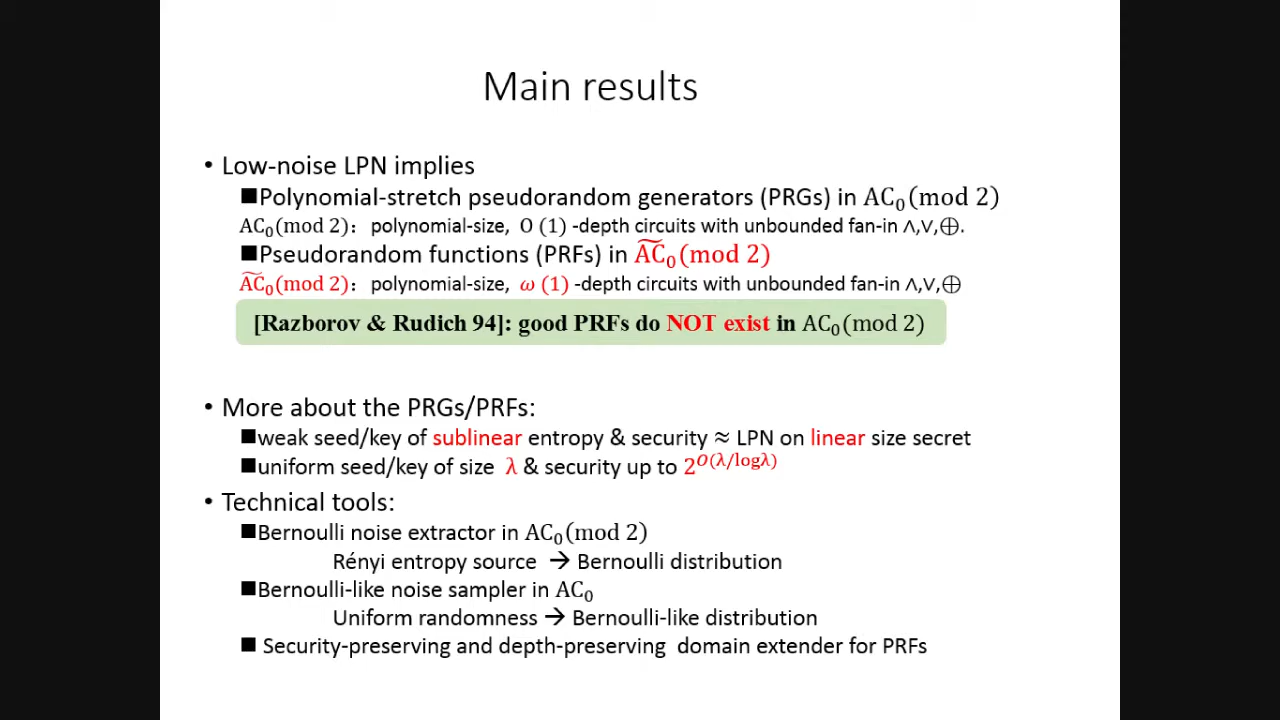 Main results
• Low-noise LPN implies
■Polynomial-stretch pseudorandom generators (PRGs) in AC₀(mod 2)
AC₀(mod 2): polynomial-size, O (1) -depth circuits with unbounded fan-in ∧,∨,⊕.
■Pseudorandom functions (PRFs) in A͠C₀(mod 2)
A͠C₀(mod 2): polynomial-size, ω (1) -depth circuits with unbounded fan-in ∧,∨,⊕
[Razborov & Rudich 94]: good PRFs do NOT exist in AC₀(mod 2)
• More about the PRGs/PRFs:
■weak seed/key of sublinear entropy & security ≈ LPN on linear size secret
■uniform seed/key of size λ & security up to 2^{O(λ/logλ)}
• Technical tools:
■Bernoulli noise extractor in AC₀(mod 2)
Rényi entropy source → Bernoulli distribution
■Bernoulli-like noise sampler in AC₀
Uniform randomness → Bernoulli-like distribution
■ Security-preserving and depth-preserving domain extender for PRFs